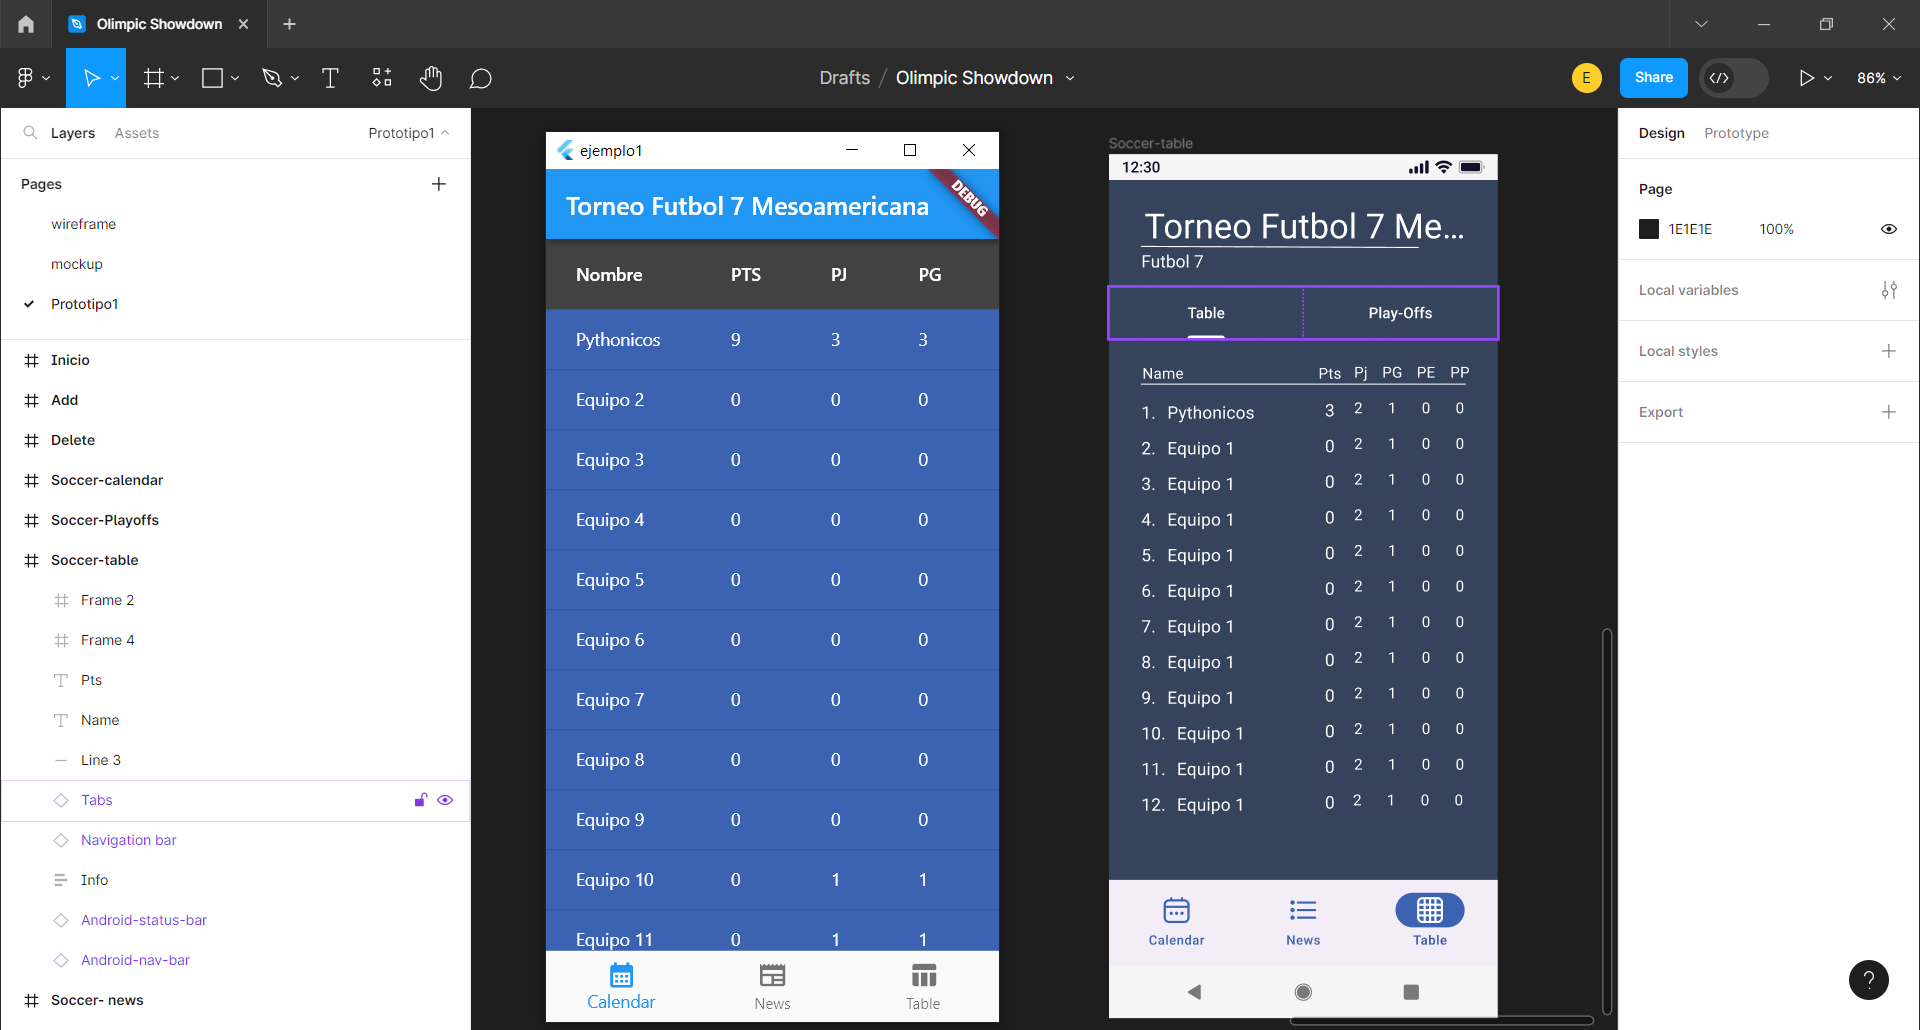 Olimpic Showdown
Drafts / Olimpic Showdown
E
Share
86%
Layers
Assets
Prototipo1
Pages
wireframe
mockup
Prototipo1
Inicio
Add
Delete
Soccer-calendar
Soccer-Playoffs
Soccer-table
Frame 2
Frame 4
Pts
Name
Line 3
Tabs
Navigation bar
Info
Android-status-bar
Android-nav-bar
Soccer- news
ejemplo1
Torneo Futbol 7 Mesoamericana
DEBUG
Nombre PTS PJ PG
Pythonicos 9 3 3
Equipo 2 0 0 0
Equipo 3 0 0 0
Equipo 4 0 0 0
Equipo 5 0 0 0
Equipo 6 0 0 0
Equipo 7 0 0 0
Equipo 8 0 0 0
Equipo 9 0 0 0
Equipo 10 0 1 1
Equipo 11 0 1 1
Calendar News Table
Soccer-table
12:30
Torneo Futbol 7 Me...
Futbol 7
Table Play-Offs
Name Pts Pj PG PE PP
1. Pythonicos 3 2 1 0 0
2. Equipo 1 0 2 1 0 0
3. Equipo 1 0 2 1 0 0
4. Equipo 1 0 2 1 0 0
5. Equipo 1 0 2 1 0 0
6. Equipo 1 0 2 1 0 0
7. Equipo 1 0 2 1 0 0
8. Equipo 1 0 2 1 0 0
9. Equipo 1 0 2 1 0 0
10. Equipo 1 0 2 1 0 0
11. Equipo 1 0 2 1 0 0
12. Equipo 1 0 2 1 0 0
Calendar News Table
Design
Prototype
Page
1E1E1E 100%
Local variables
Local styles
Export
?